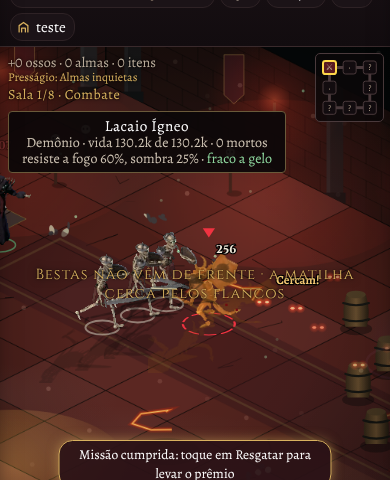 teste
+0 ossos · 0 almas · 0 itens
Presságio: Almas inquietas
Sala 1/8 · Combate
? ? ? ? ?
Lacaio Ígneo
Demônio · vida 130.2k de 130.2k · 0 mortos
resiste a fogo 60%, sombra 25% · fraco a gelo
256
Bestas não vêm de frente · a matilha
cerca pelos flancos
Cercam!
Missão cumprida: toque em Resgatar para
levar o prêmio